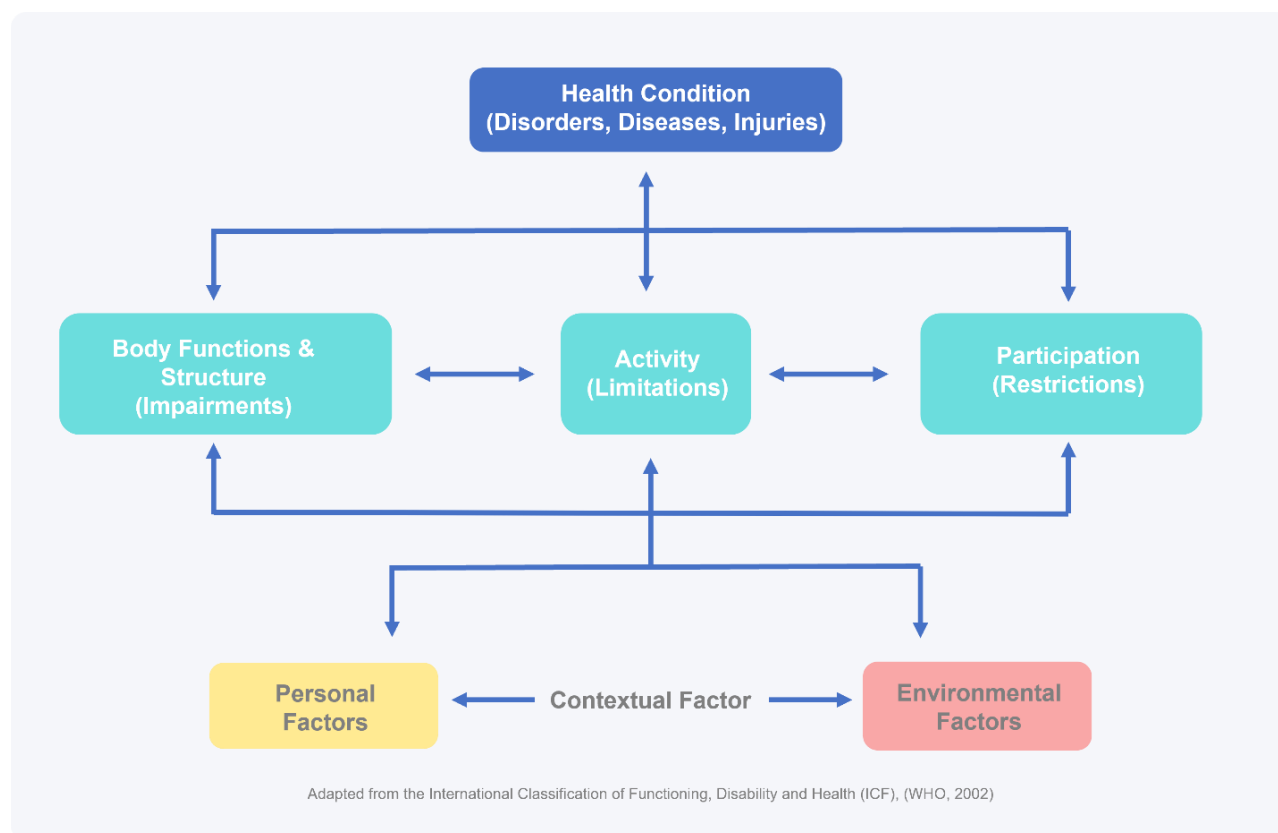 Health Condition
(Disorders, Diseases, Injuries)
Body Functions &
Structure
(Impairments)
Activity
(Limitations)
Participation
(Restrictions)
Personal
Factors
Contextual Factor
Environmental
Factors
Adapted from the International Classification of Functioning, Disability and Health (ICF), (WHO, 2002)